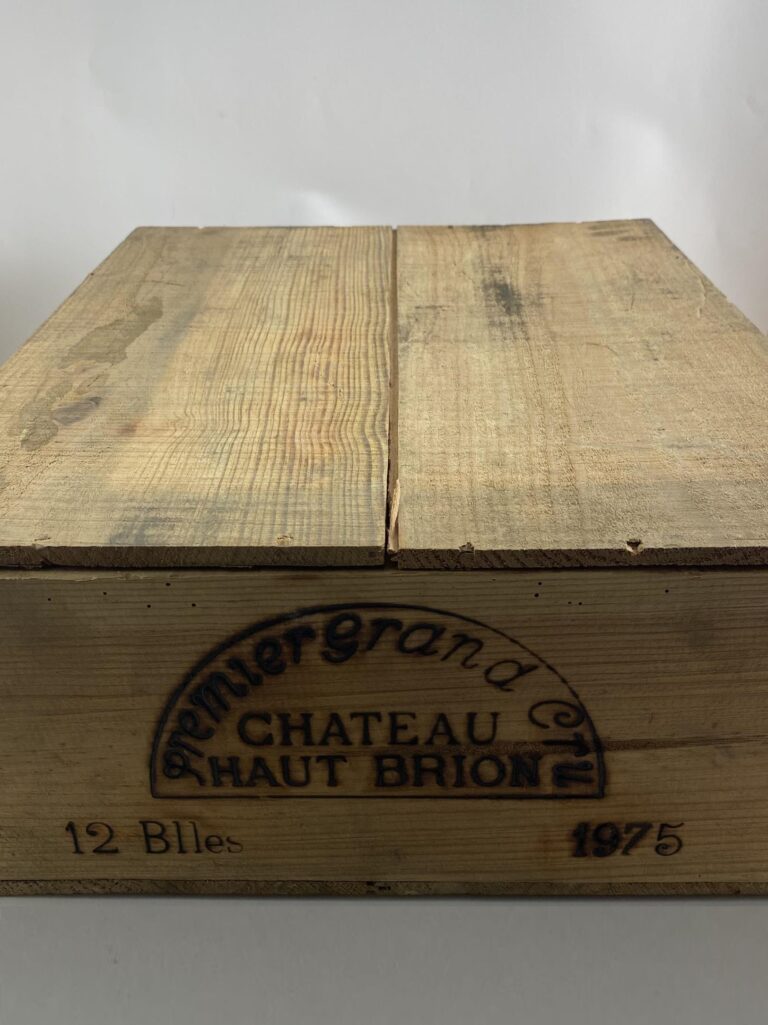 Premier Grand Cru
CHATEAU
HAUT BRION
12 Blles
1975